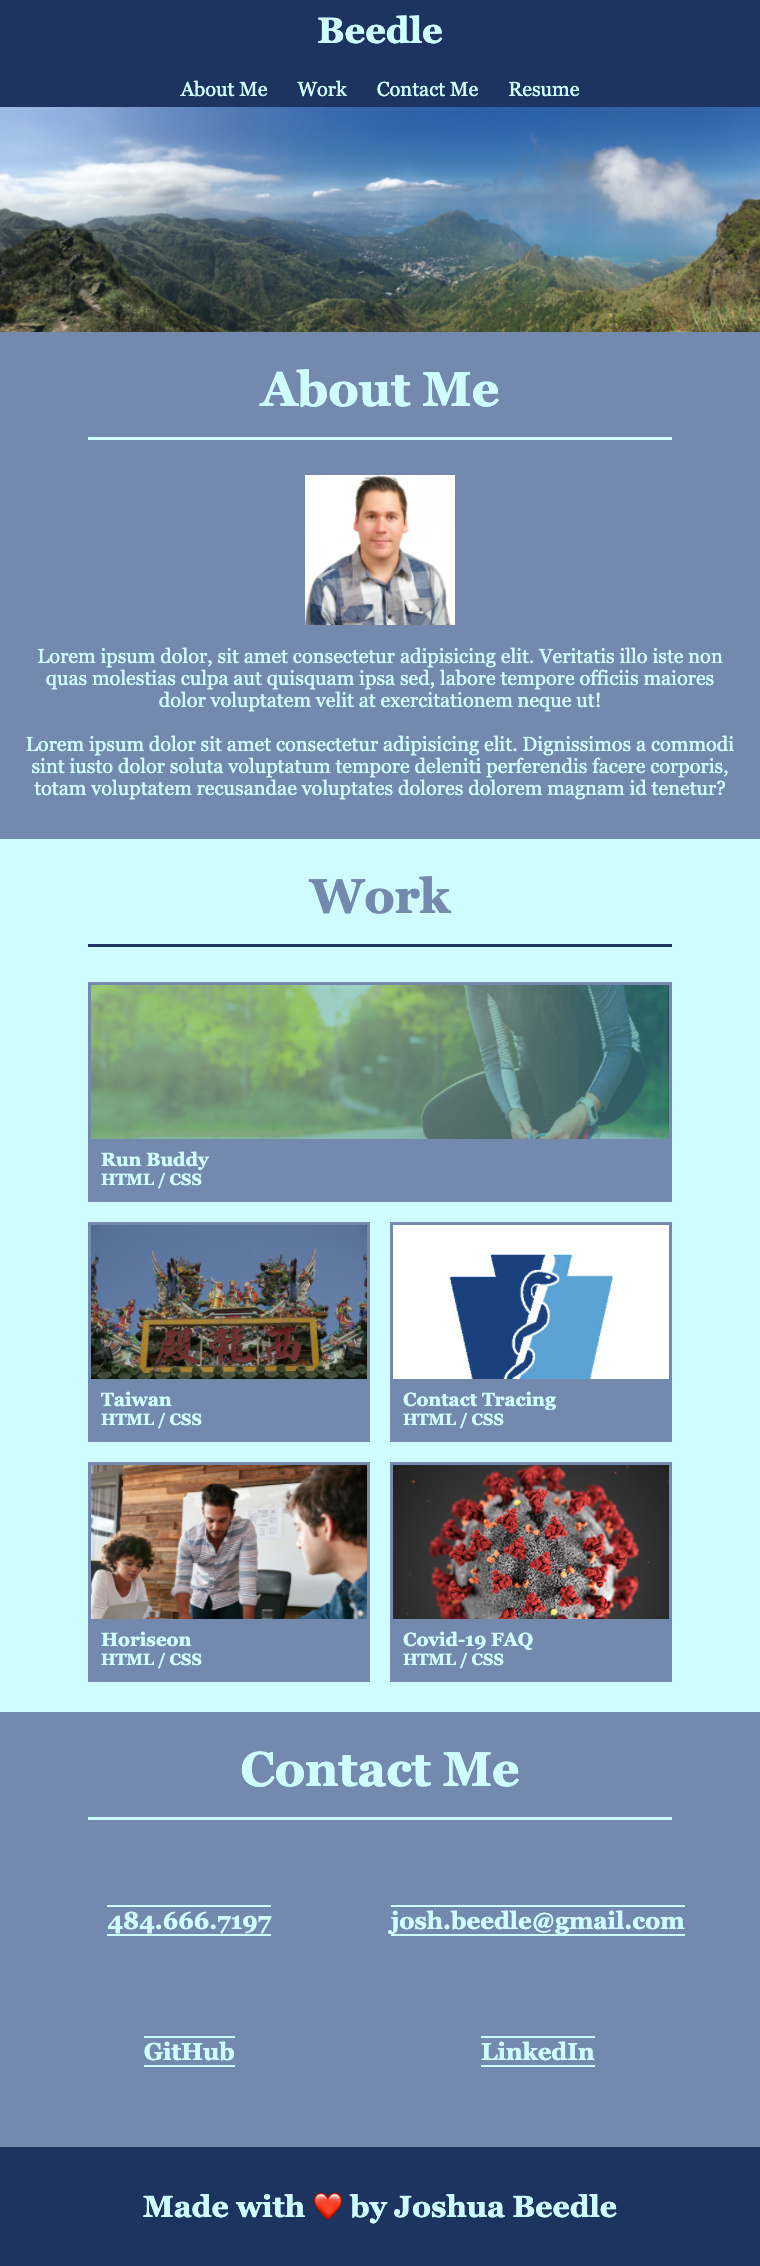 Beedle
About Me Work Contact Me Resume
About Me
Lorem ipsum dolor, sit amet consectetur adipisicing elit. Veritatis illo iste non
quas molestias culpa aut quisquam ipsa sed, labore tempore officiis maiores
dolor voluptatem velit at exercitationem neque ut!
Lorem ipsum dolor sit amet consectetur adipisicing elit. Dignissimos a commodi
sint iusto dolor soluta voluptatum tempore deleniti perferendis facere corporis,
totam voluptatem recusandae voluptates dolores dolorem magnam id tenetur?
Work
Run Buddy
HTML / CSS
殿龍西
Taiwan
HTML / CSS
Contact Tracing
HTML / CSS
Horiseon
HTML / CSS
Covid-19 FAQ
HTML / CSS
Contact Me
484.666.7197
josh.beedle@gmail.com
GitHub
LinkedIn
Made with ❤️ by Joshua Beedle